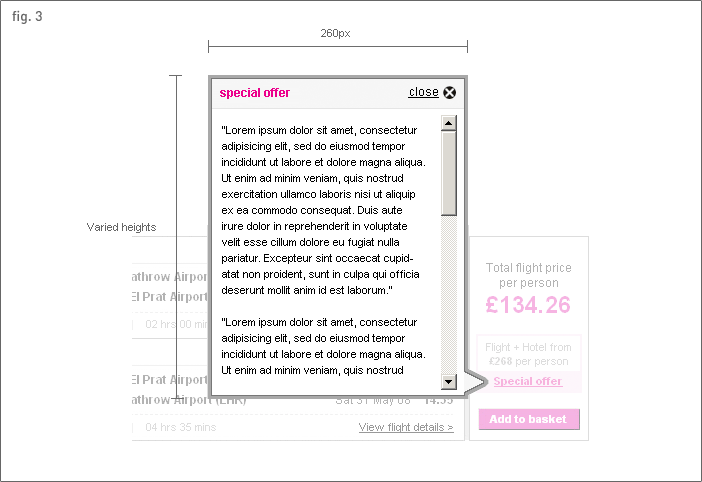 fig. 3
260px
special offer
close
"Lorem ipsum dolor sit amet, consectetur
adipisicing elit, sed do eiusmod tempor
incididunt ut labore et dolore magna aliqua.
Ut enim ad minim veniam, quis nostrud
exercitation ullamco laboris nisi ut aliquip
ex ea commodo consequat. Duis aute
irure dolor in reprehenderit in voluptate
velit esse cillum dolore eu fugiat nulla
pariatur. Excepteur sint occaecat cupid-
atat non proident, sunt in culpa qui officia
deserunt mollit anim id est laborum."
"Lorem ipsum dolor sit amet, consectetur
adipisicing elit, sed do eiusmod tempor
incididunt ut labore et dolore magna aliqua.
Ut enim ad minim veniam, quis nostrud
Varied heights
athrow Airpor
El Prat Airport
02 hrs 00 min
El Prat Airport
athrow Airport (LHR)
Sat 31 May 08 14.55
04 hrs 35 mins
View flight details >
Total flight price
per person
£134.26
Flight + Hotel from
£268 per person
Special offer
Add to basket